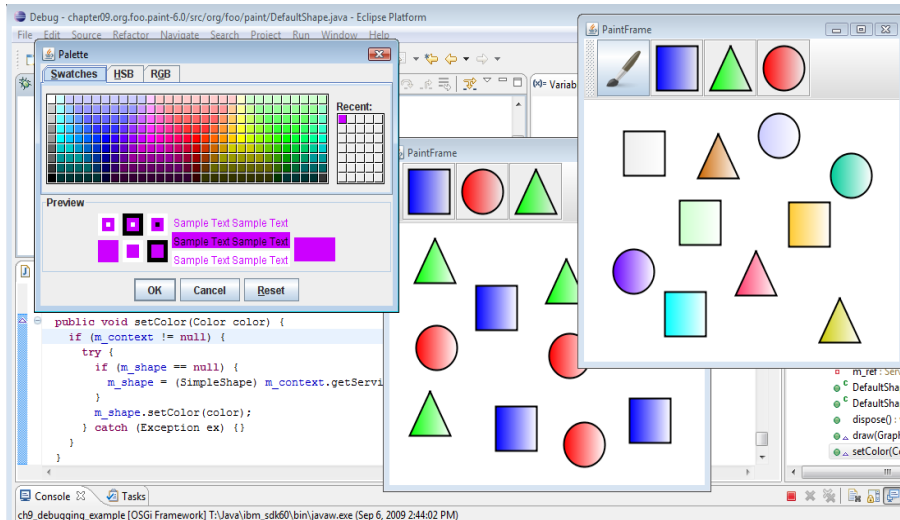 Debug - chapter09.org.foo.paint-6.0/src/org/foo/paint/DefaultShape.java - Eclipse Platform
File Edit Source Refactor Navigate Search Project Run Window Help
Palette
Swatches HSB RGB
Recent:
Preview
Sample Text Sample Text
Sample Text Sample Text
Sample Text Sample Text
OK Cancel Reset
(x)= Variab
PaintFrame
PaintFrame
public void setColor(Color color) {
if (m_context != null) {
try {
if (m_shape == null) {
m_shape = (SimpleShape) m_context.getServi
}
m_shape.setColor(color);
} catch (Exception ex) {}
}
}
m_ref : Servi
DefaultSha
DefaultSha
dispose() :
draw(Graph
setColor(Co
Console Tasks
ch9_debugging_example [OSGi Framework] T:\Java\ibm_sdk60\bin\javaw.exe (Sep 6, 2009 2:44:02 PM)